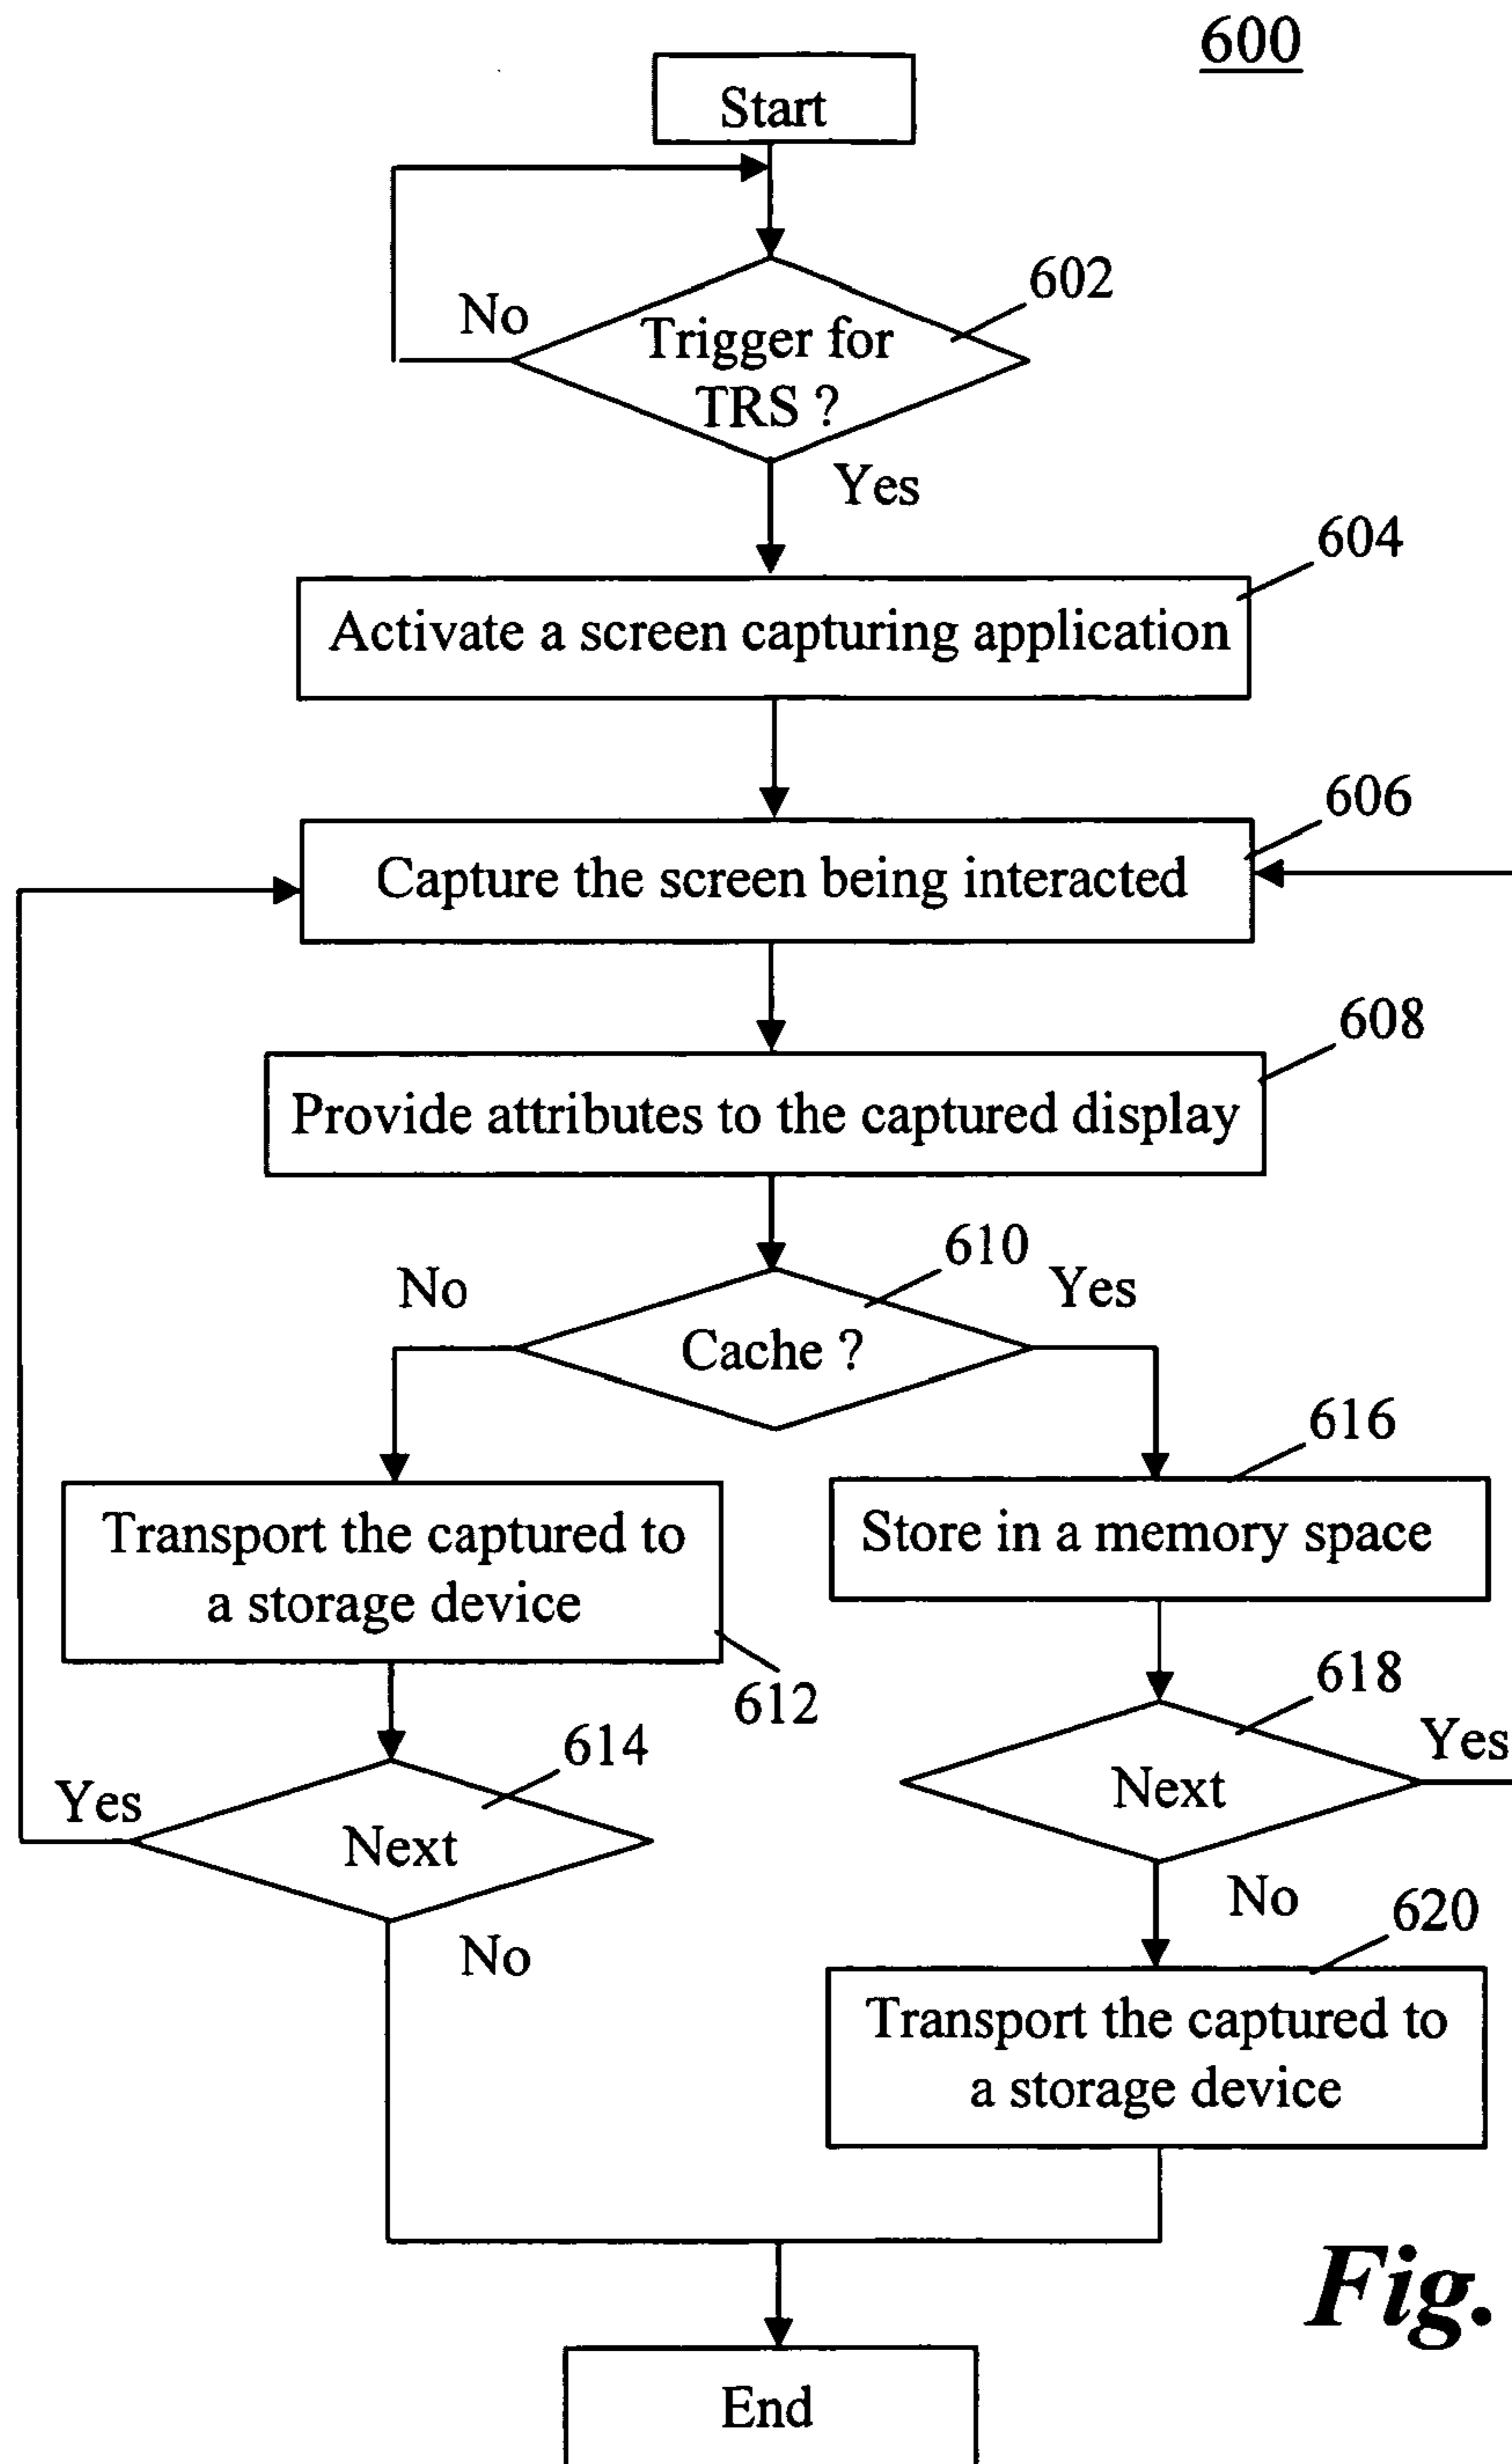 600
Start
602
No
Trigger for
TRS ?
Yes
604
Activate a screen capturing application
606
Capture the screen being interacted
608
Provide attributes to the captured display
610
No
Yes
Cache ?
616
Transport the captured to
a storage device
612
Store in a memory space
618
614
Yes
Next
Yes
Next
No
No
620
Transport the captured to
a storage device
Fig.
End